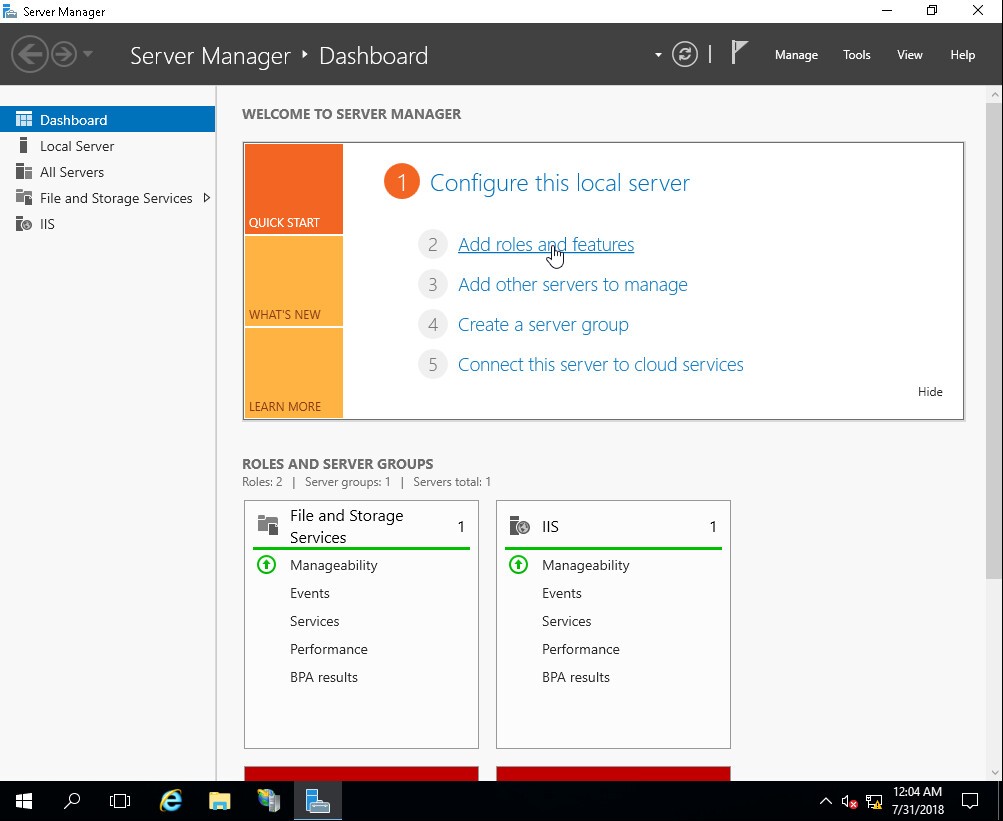 Server Manager
Server Manager ‣ Dashboard
Manage Tools View Help
Dashboard
Local Server
All Servers
File and Storage Services
IIS
WELCOME TO SERVER MANAGER
QUICK START
WHAT'S NEW
LEARN MORE
1 Configure this local server
2 Add roles and features
3 Add other servers to manage
4 Create a server group
5 Connect this server to cloud services
Hide
ROLES AND SERVER GROUPS
Roles: 2 | Server groups: 1 | Servers total: 1
File and Storage
Services
1
Manageability
Events
Services
Performance
BPA results
IIS 1
Manageability
Events
Services
Performance
BPA results
12:04 AM
7/31/2018